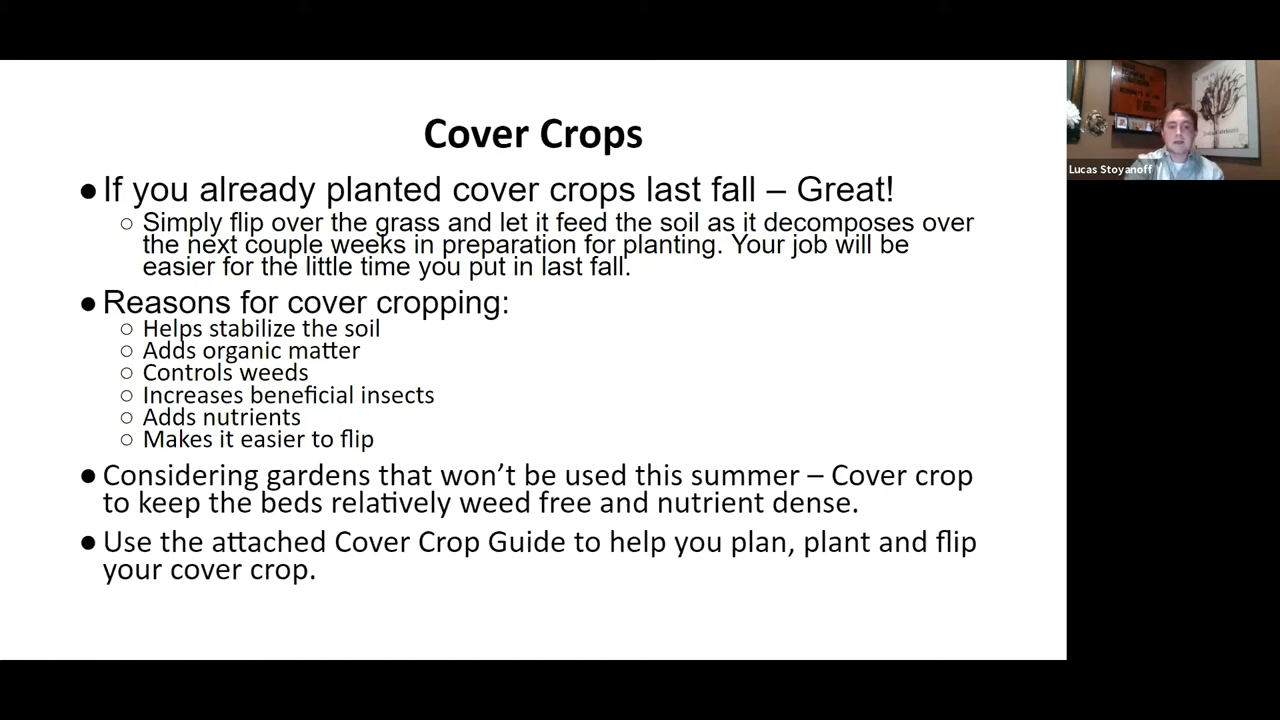 Cover Crops
● If you already planted cover crops last fall – Great!
○ Simply flip over the grass and let it feed the soil as it decomposes over
the next couple weeks in preparation for planting. Your job will be
easier for the little time you put in last fall.
● Reasons for cover cropping:
○ Helps stabilize the soil
○ Adds organic matter
○ Controls weeds
○ Increases beneficial insects
○ Adds nutrients
○ Makes it easier to flip
● Considering gardens that won’t be used this summer – Cover crop
to keep the beds relatively weed free and nutrient dense.
● Use the attached Cover Crop Guide to help you plan, plant and flip
your cover crop.
Lucas Stoyanoff